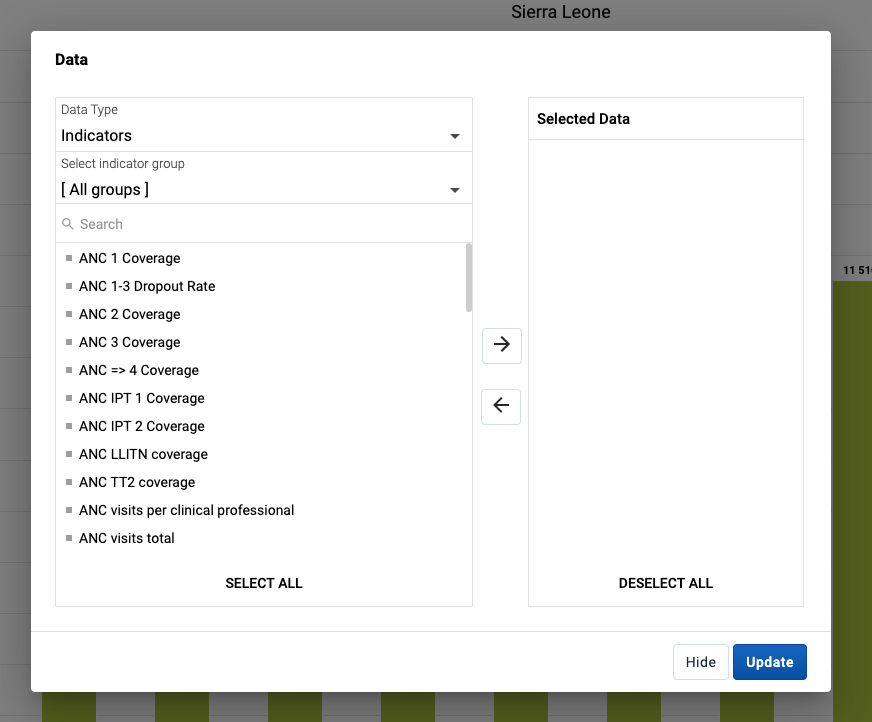 Sierra Leone
Data
Data Type
Indicators
Select indicator group
[ All groups ]
Search
ANC 1 Coverage
ANC 1-3 Dropout Rate
ANC 2 Coverage
ANC 3 Coverage
ANC => 4 Coverage
ANC IPT 1 Coverage
ANC IPT 2 Coverage
ANC LLITN coverage
ANC TT2 coverage
ANC visits per clinical professional
ANC visits total
SELECT ALL
Selected Data
DESELECT ALL
11 51
Hide
Update